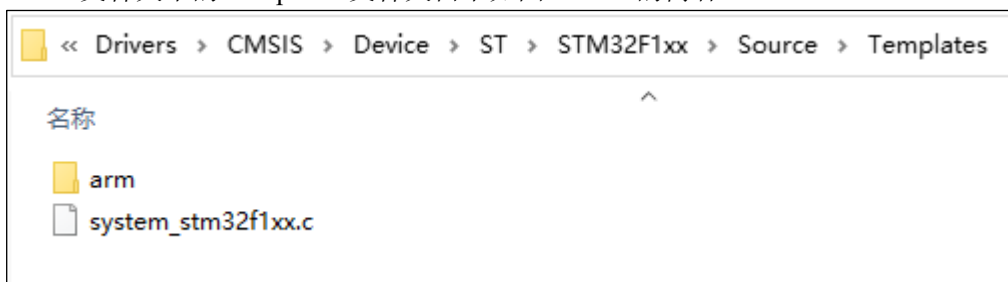 « Drivers > CMSIS > Device > ST > STM32F1xx > Source > Templates
名称
arm
system_stm32f1xx.c